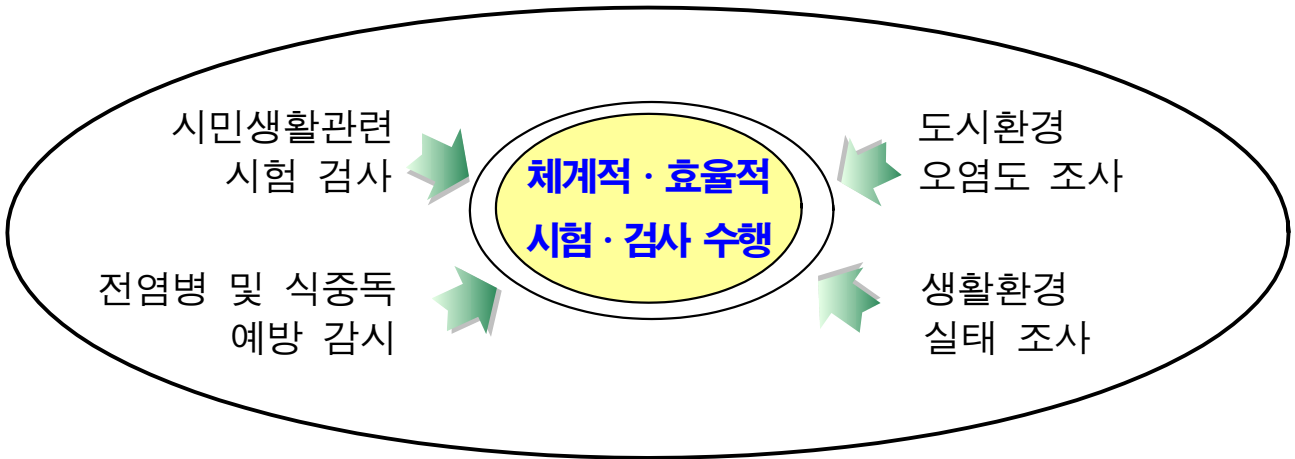 시민생활관련
시험 검사
도시환경
오염도 조사
체계적·효율적
시험·검사 수행
전염병 및 식중독
예방 감시
생활환경
실태 조사